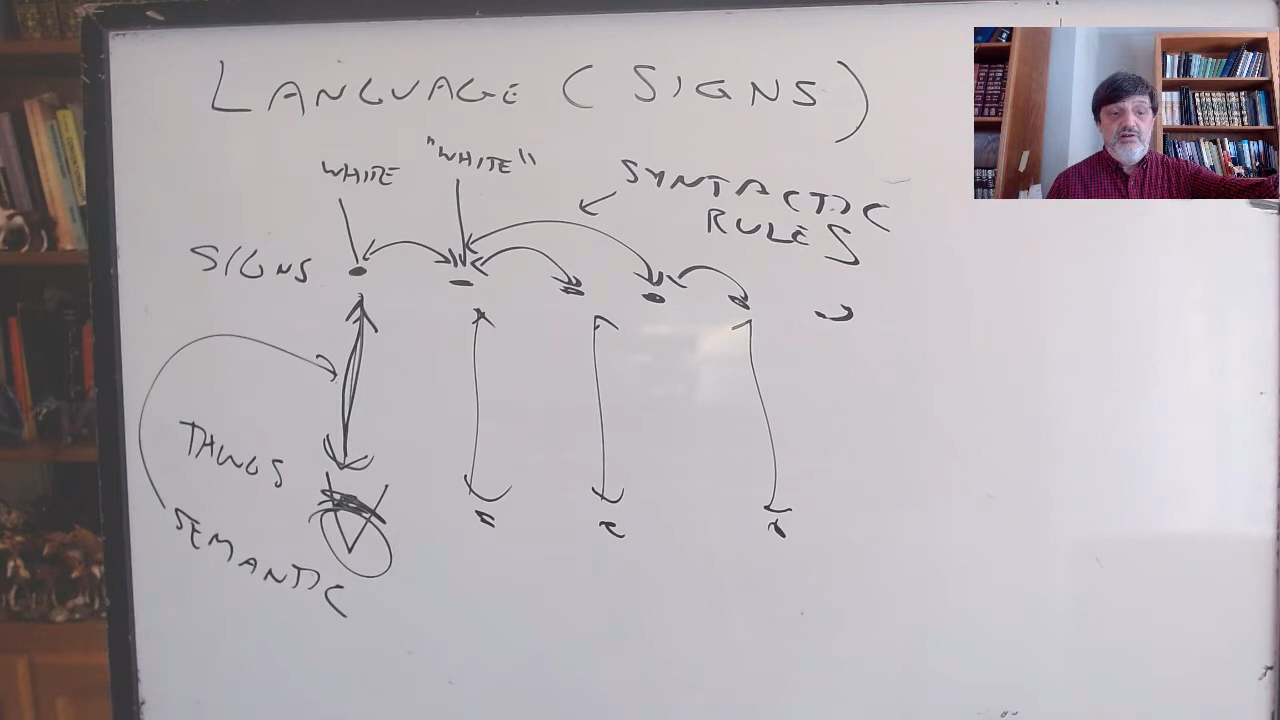 LANGUAGE (SIGNS)
WHITE
"WHITE"
SYNTACTIC
RULES
SIGNS
THINGS
SEMANTIC